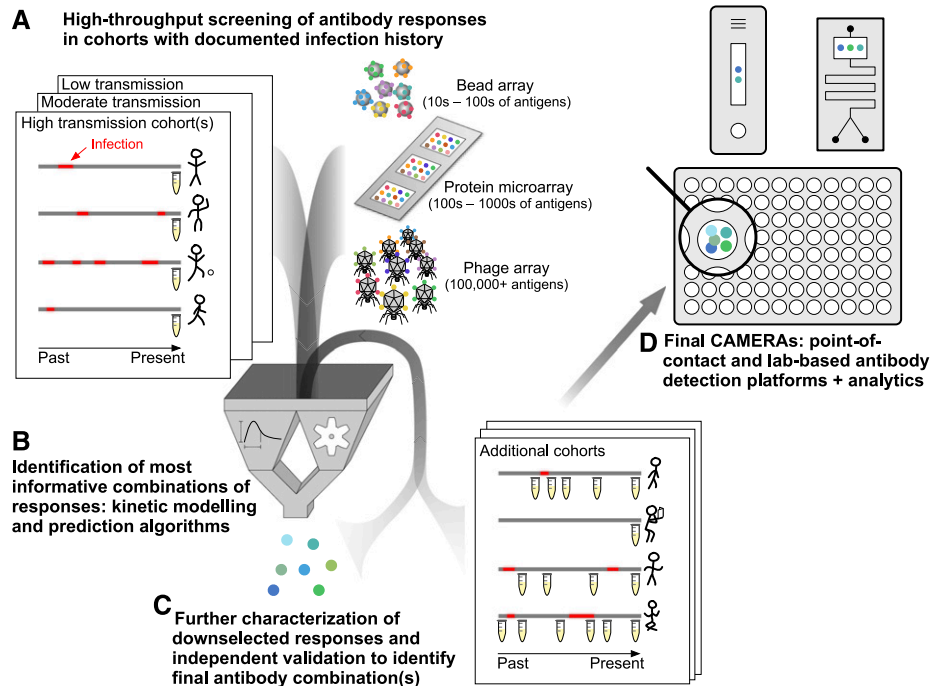 A High-throughput screening of antibody responses
in cohorts with documented infection history
Low transmission
Moderate transmission
High transmission cohort(s)
Infection
Past Present
Bead array
(10s – 100s of antigens)
Protein microarray
(100s – 1000s of antigens)
Phage array
(100,000+ antigens)
B
Identification of most
informative combinations of
responses: kinetic modelling
and prediction algorithms
C Further characterization of
downselected responses and
independent validation to identify
final antibody combination(s)
Additional cohorts
Past Present
D Final CAMERAs: point-of-
contact and lab-based antibody
detection platforms + analytics